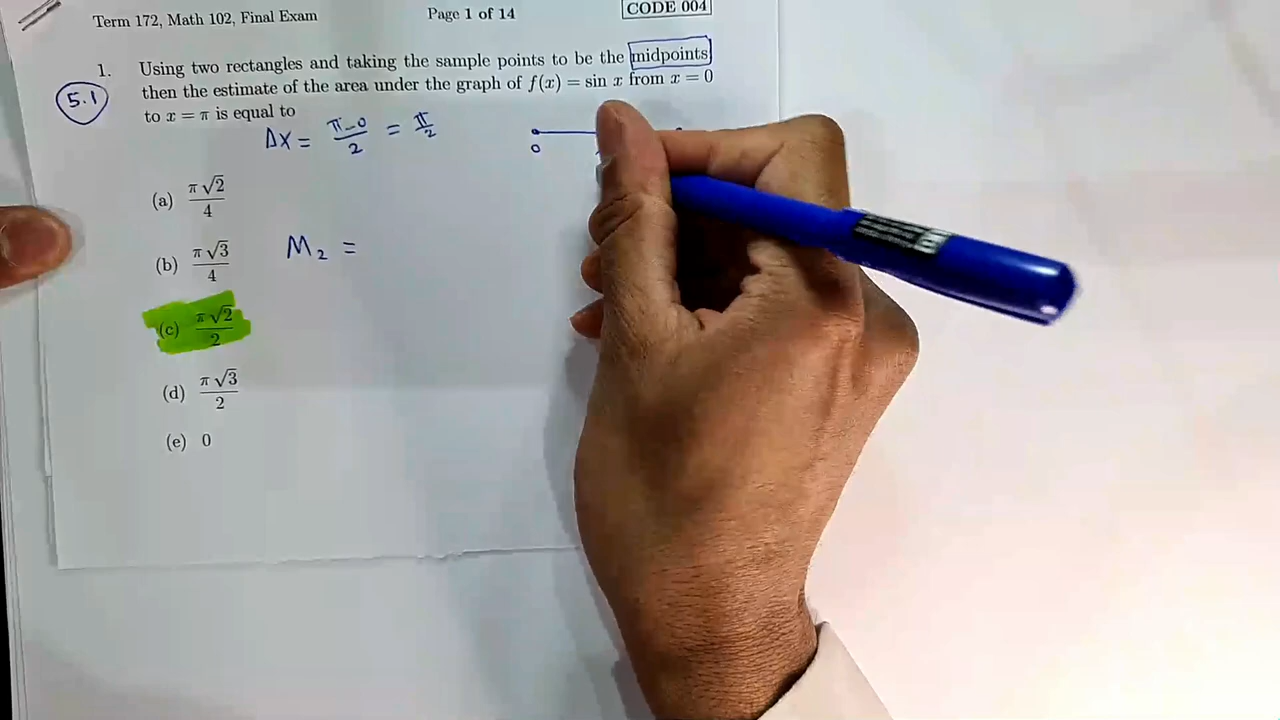 Term 172, Math 102, Final Exam Page 1 of 14 CODE 004
1. Using two rectangles and taking the sample points to be the midpoints
5.1 then the estimate of the area under the graph of f(x) = sin x from x = 0
to x = π is equal to
Δx = (π-0)/2 = π/2
0
(a) π√2/4
(b) π√3/4
M₂ =
(c) π√2/2
(d) π√3/2
(e) 0